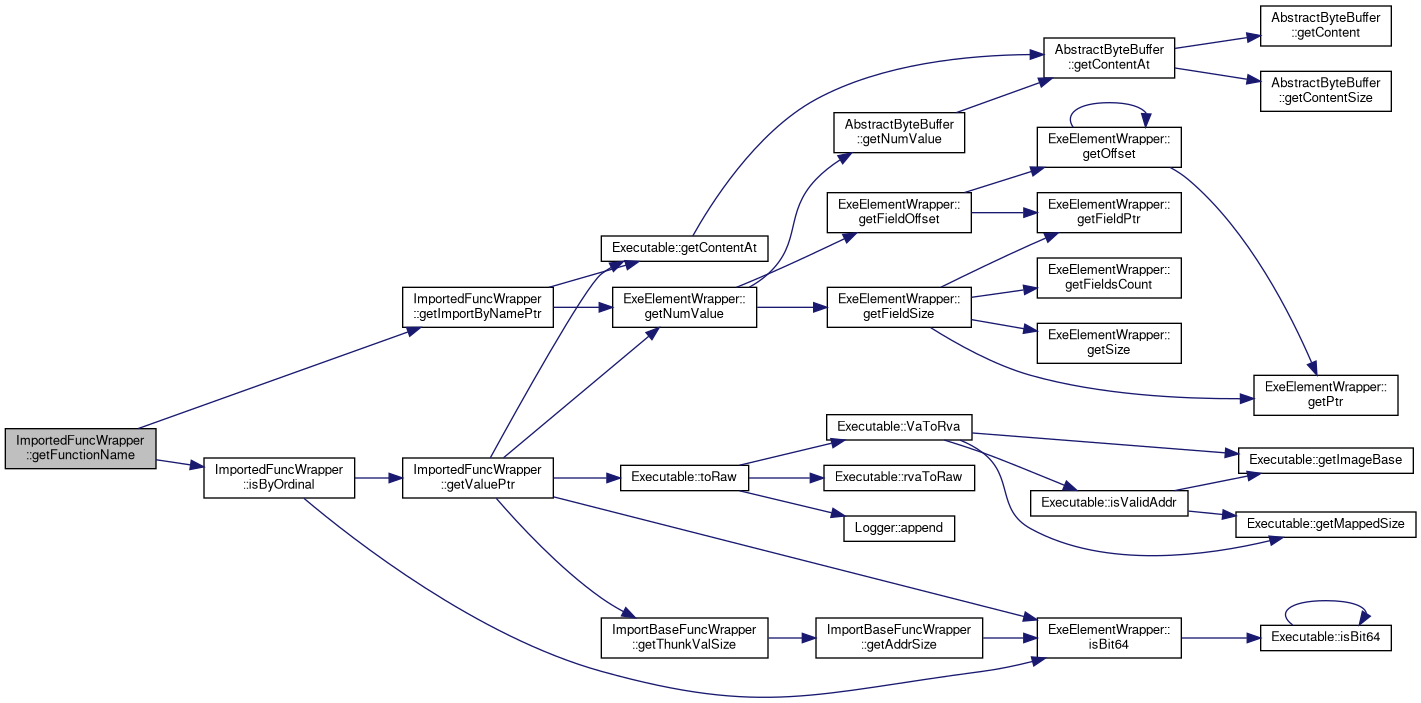 ImportedFuncWrapper
::getFunctionName
ImportedFuncWrapper
::getImportByNamePtr
ImportedFuncWrapper
::isByOrdinal
ImportedFuncWrapper
::getValuePtr
Executable::getContentAt
ExeElementWrapper::
getNumValue
Executable::toRaw
ImportBaseFuncWrapper
::getThunkValSize
AbstractByteBuffer
::getNumValue
ExeElementWrapper::
getFieldOffset
ExeElementWrapper::
getFieldSize
Executable::VaToRva
Executable::rvaToRaw
Logger::append
ImportBaseFuncWrapper
::getAddrSize
AbstractByteBuffer
::getContentAt
ExeElementWrapper::
getOffset
ExeElementWrapper::
getFieldPtr
ExeElementWrapper::
getFieldsCount
ExeElementWrapper::
getSize
Executable::isValidAddr
ExeElementWrapper::
isBit64
AbstractByteBuffer
::getContent
AbstractByteBuffer
::getContentSize
ExeElementWrapper::
getPtr
Executable::getImageBase
Executable::getMappedSize
Executable::isBit64